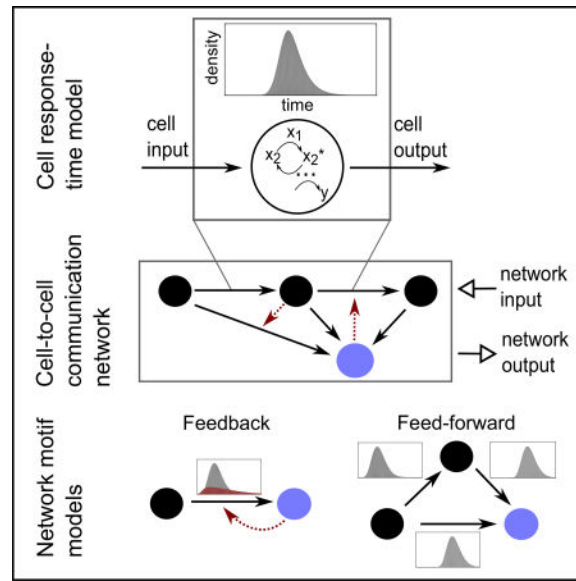 Cell response-
time model
density
time
cell
input
cell
output
x1
x2
x2*
...
y
Cell-to-cell
communication
network
network
input
network
output
Network motif
models
Feedback
Feed-forward